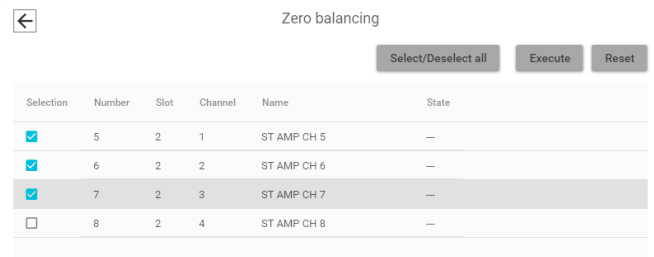 Zero balancing
Select/Deselect all Execute Reset
Selection Number Slot Channel Name State
5 2 1 ST AMP CH 5 ---
6 2 2 ST AMP CH 6 ---
7 2 3 ST AMP CH 7 ---
8 2 4 ST AMP CH 8 ---